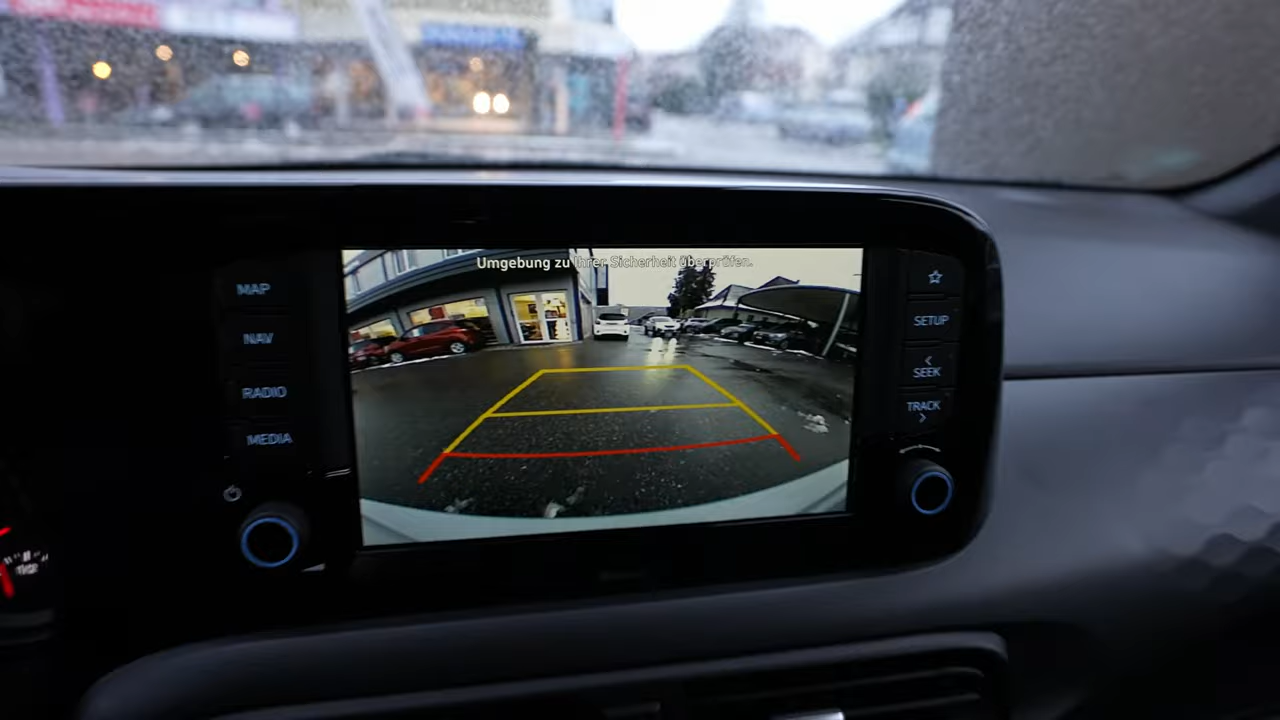 Umgebung zu Ihrer Sicherheit überprüfen.
MAP
NAV
RADIO
MEDIA
SETUP
<
SEEK
TRACK
>